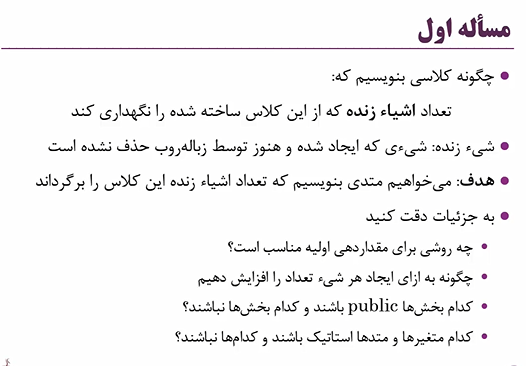 مسأله اول
چگونه کلاسی بنویسیم که:
تعداد اشیاء زنده که از این کلاس ساخته شده را نگهداری کند
شیء زنده: شیء‌ی که ایجاد شده و هنوز توسط زباله‌روب حذف نشده است
هدف: می‌خواهیم متدی بنویسیم که تعداد اشیاء زنده این کلاس را برگرداند
به جزئیات دقت کنید
چه روشی برای مقداردهی اولیه مناسب است؟
چگونه به ازای ایجاد هر شیء تعداد را افزایش دهیم
کدام بخش‌ها public باشند و کدام بخش‌ها نباشند؟
کدام متغیرها و متدها استاتیک باشند و کدام‌ها نباشند؟